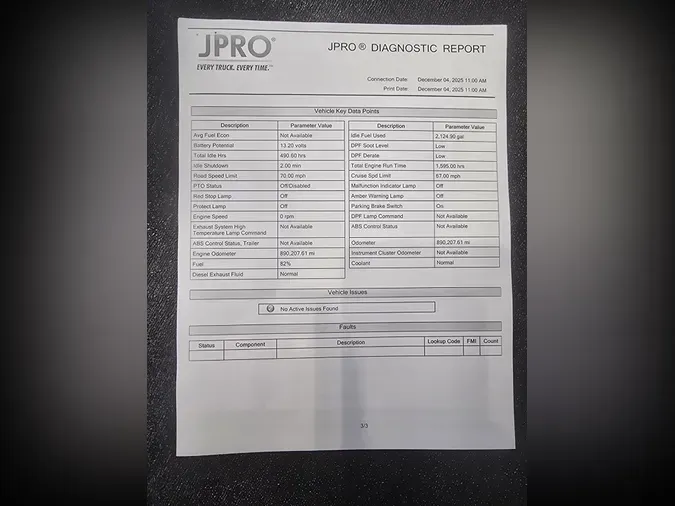 JPRO®
EVERY TRUCK. EVERY TIME.™
JPRO® DIAGNOSTIC REPORT
Connection Date: December 04, 2025 11:00 AM
Print Date: December 04, 2025 11:00 AM
Vehicle Key Data Points
Description Parameter Value
Avg Fuel Econ Not Available
Battery Potential 13.20 volts
Total Idle Hrs 490.60 hrs
Idle Shutdown 2.00 min
Road Speed Limit 70.00 mph
PTO Status Off/Disabled
Red Stop Lamp Off
Protect Lamp Off
Engine Speed 0 rpm
Exhaust System High Not Available
Temperature Lamp Command
ABS Control Status, Trailer Not Available
Engine Odometer 890,207.61 mi
Fuel 82%
Diesel Exhaust Fluid Normal
Description Parameter Value
Idle Fuel Used 2,124.90 gal
DPF Soot Level Low
DPF Derate Low
Total Engine Run Time 1,595.00 hrs
Cruise Spd Limit 67.00 mph
Malfunction Indicator Lamp Off
Amber Warning Lamp Off
Parking Brake Switch On
DPF Lamp Command Not Available
ABS Control Status Not Available
Odometer 890,207.61 mi
Instrument Cluster Odometer Not Available
Coolant Normal
Vehicle Issues
No Active Issues Found
Faults
Status Component Description Lookup Code FMI Count
3/3